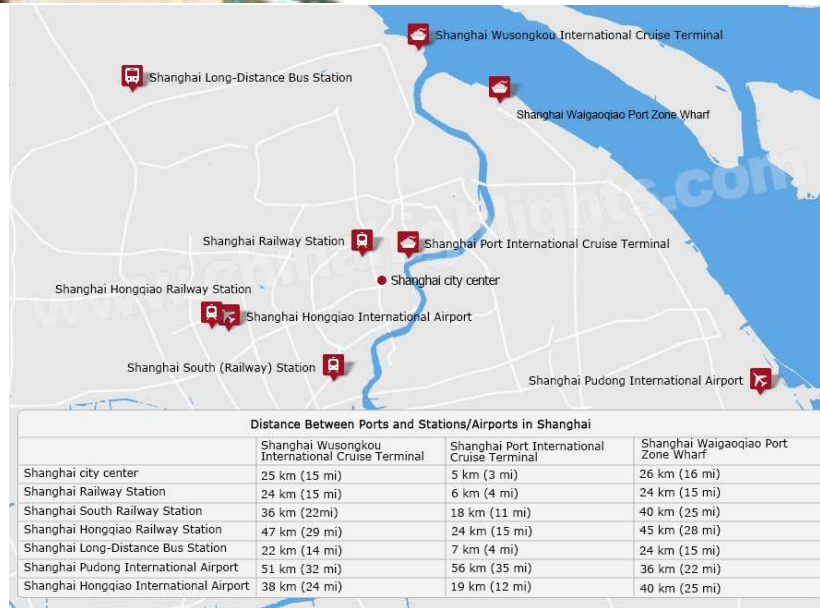 Shanghai Wusongkou International Cruise Terminal
Shanghai Long-Distance Bus Station
Shanghai Waigaoqiao Port Zone Wharf
www.chinahighlights.com
Shanghai Railway Station
Shanghai Port International Cruise Terminal
Shanghai city center
Shanghai Hongqiao Railway Station
Shanghai Hongqiao International Airport
Shanghai South (Railway) Station
Shanghai Pudong International Airport
Distance Between Ports and Stations/Airports in Shanghai
Shanghai Wusongkou International Cruise Terminal Shanghai Port International Cruise Terminal Shanghai Waigaoqiao Port Zone Wharf
Shanghai city center 25 km (15 mi) 5 km (3 mi) 26 km (16 mi)
Shanghai Railway Station 24 km (15 mi) 6 km (4 mi) 24 km (15 mi)
Shanghai South Railway Station 36 km (22mi) 18 km (11 mi) 40 km (25 mi)
Shanghai Hongqiao Railway Station 47 km (29 mi) 24 km (15 mi) 45 km (28 mi)
Shanghai Long-Distance Bus Station 22 km (14 mi) 7 km (4 mi) 24 km (15 mi)
Shanghai Pudong International Airport 51 km (32 mi) 56 km (35 mi) 36 km (22 mi)
Shanghai Hongqiao International Airport 38 km (24 mi) 19 km (12 mi) 40 km (25 mi)